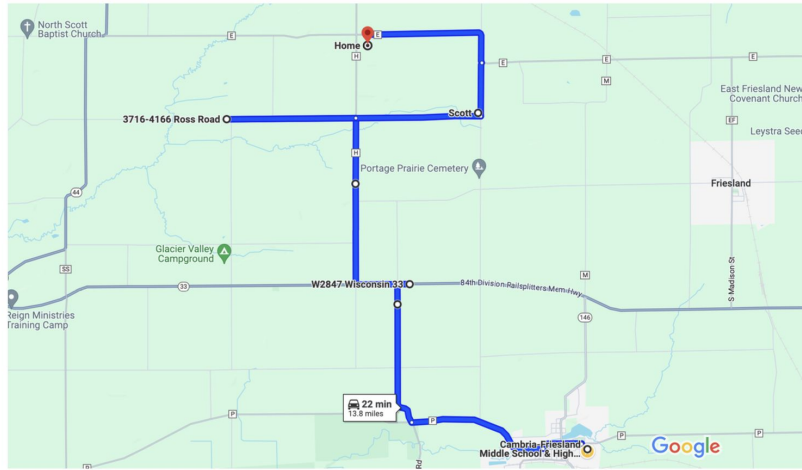 North Scott
Baptist Church
E
Home
E
H
E
E
E
M
East Friesland New
Covenant Church
EF
Leystra See
3716-4166 Ross Road
Scott
H
Portage Prairie Cemetery
Friesland
44
Glacier Valley
Campground
SS
33
W2847 Wisconsin 33
84th Division Railsplitters Mem Hwy
M
S Madison St
Reign Ministries
Training Camp
146
22 min
13.8 miles
P
P
P
P
Rd
Cambria-Friesland
Middle School & High...
Google